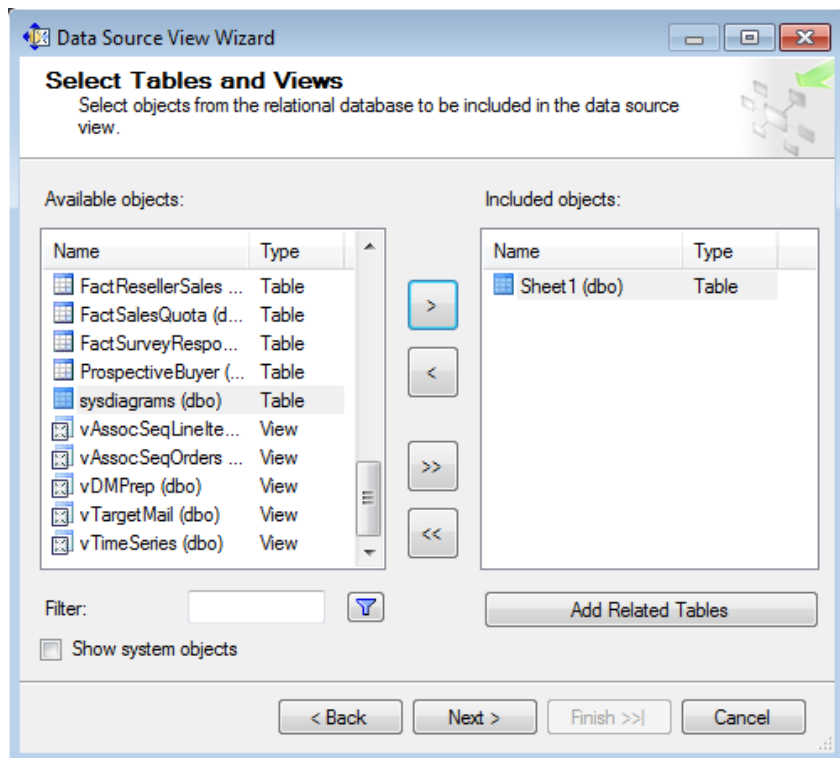 Data Source View Wizard
Select Tables and Views
Select objects from the relational database to be included in the data source
view.
Available objects:
Included objects:
Name Type
Name Type
FactResellerSales ... Table
Sheet1 (dbo) Table
FactSalesQuota (d... Table
FactSurveyRespo... Table
ProspectiveBuyer (... Table
sysdiagrams (dbo) Table
vAssocSeqLineIte... View
vAssocSeqOrders ... View
vDMPrep (dbo) View
vTargetMail (dbo) View
vTimeSeries (dbo) View
>
<
>>
<<
Filter:
Add Related Tables
Show system objects
< Back Next > Finish >>| Cancel